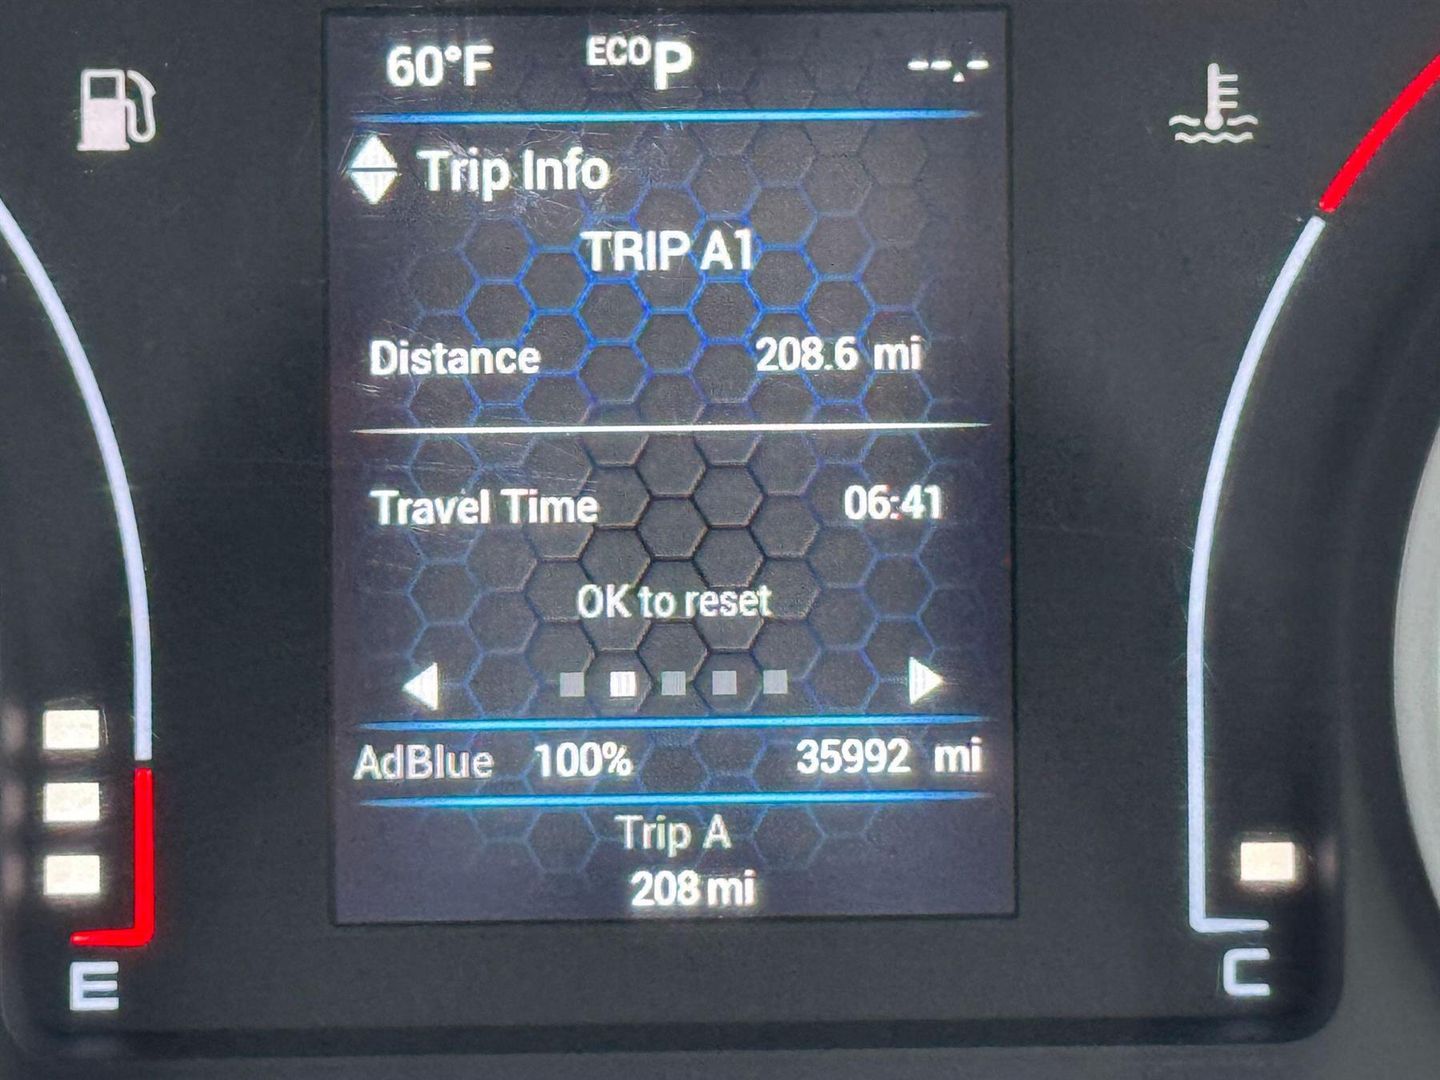 60°F ECO P --.-
Trip Info
TRIP A1
Distance 208.6 mi
Travel Time 06:41
OK to reset
AdBlue 100% 35992 mi
Trip A
208 mi
E C